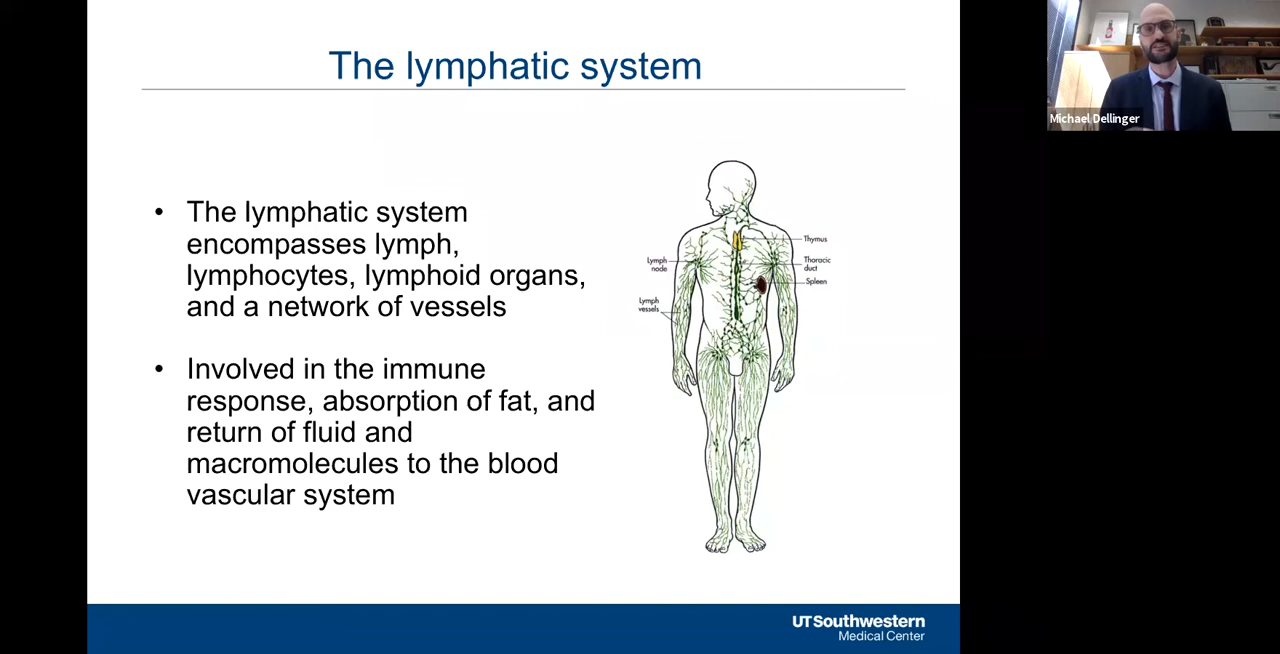 The lymphatic system
• The lymphatic system
encompasses lymph,
lymphocytes, lymphoid organs,
and a network of vessels
• Involved in the immune
response, absorption of fat, and
return of fluid and
macromolecules to the blood
vascular system
Lymph
node
Lymph
vessels
Thymus
Thoracic
duct
Spleen
UTSouthwestern
Medical Center
Michael Dellinger